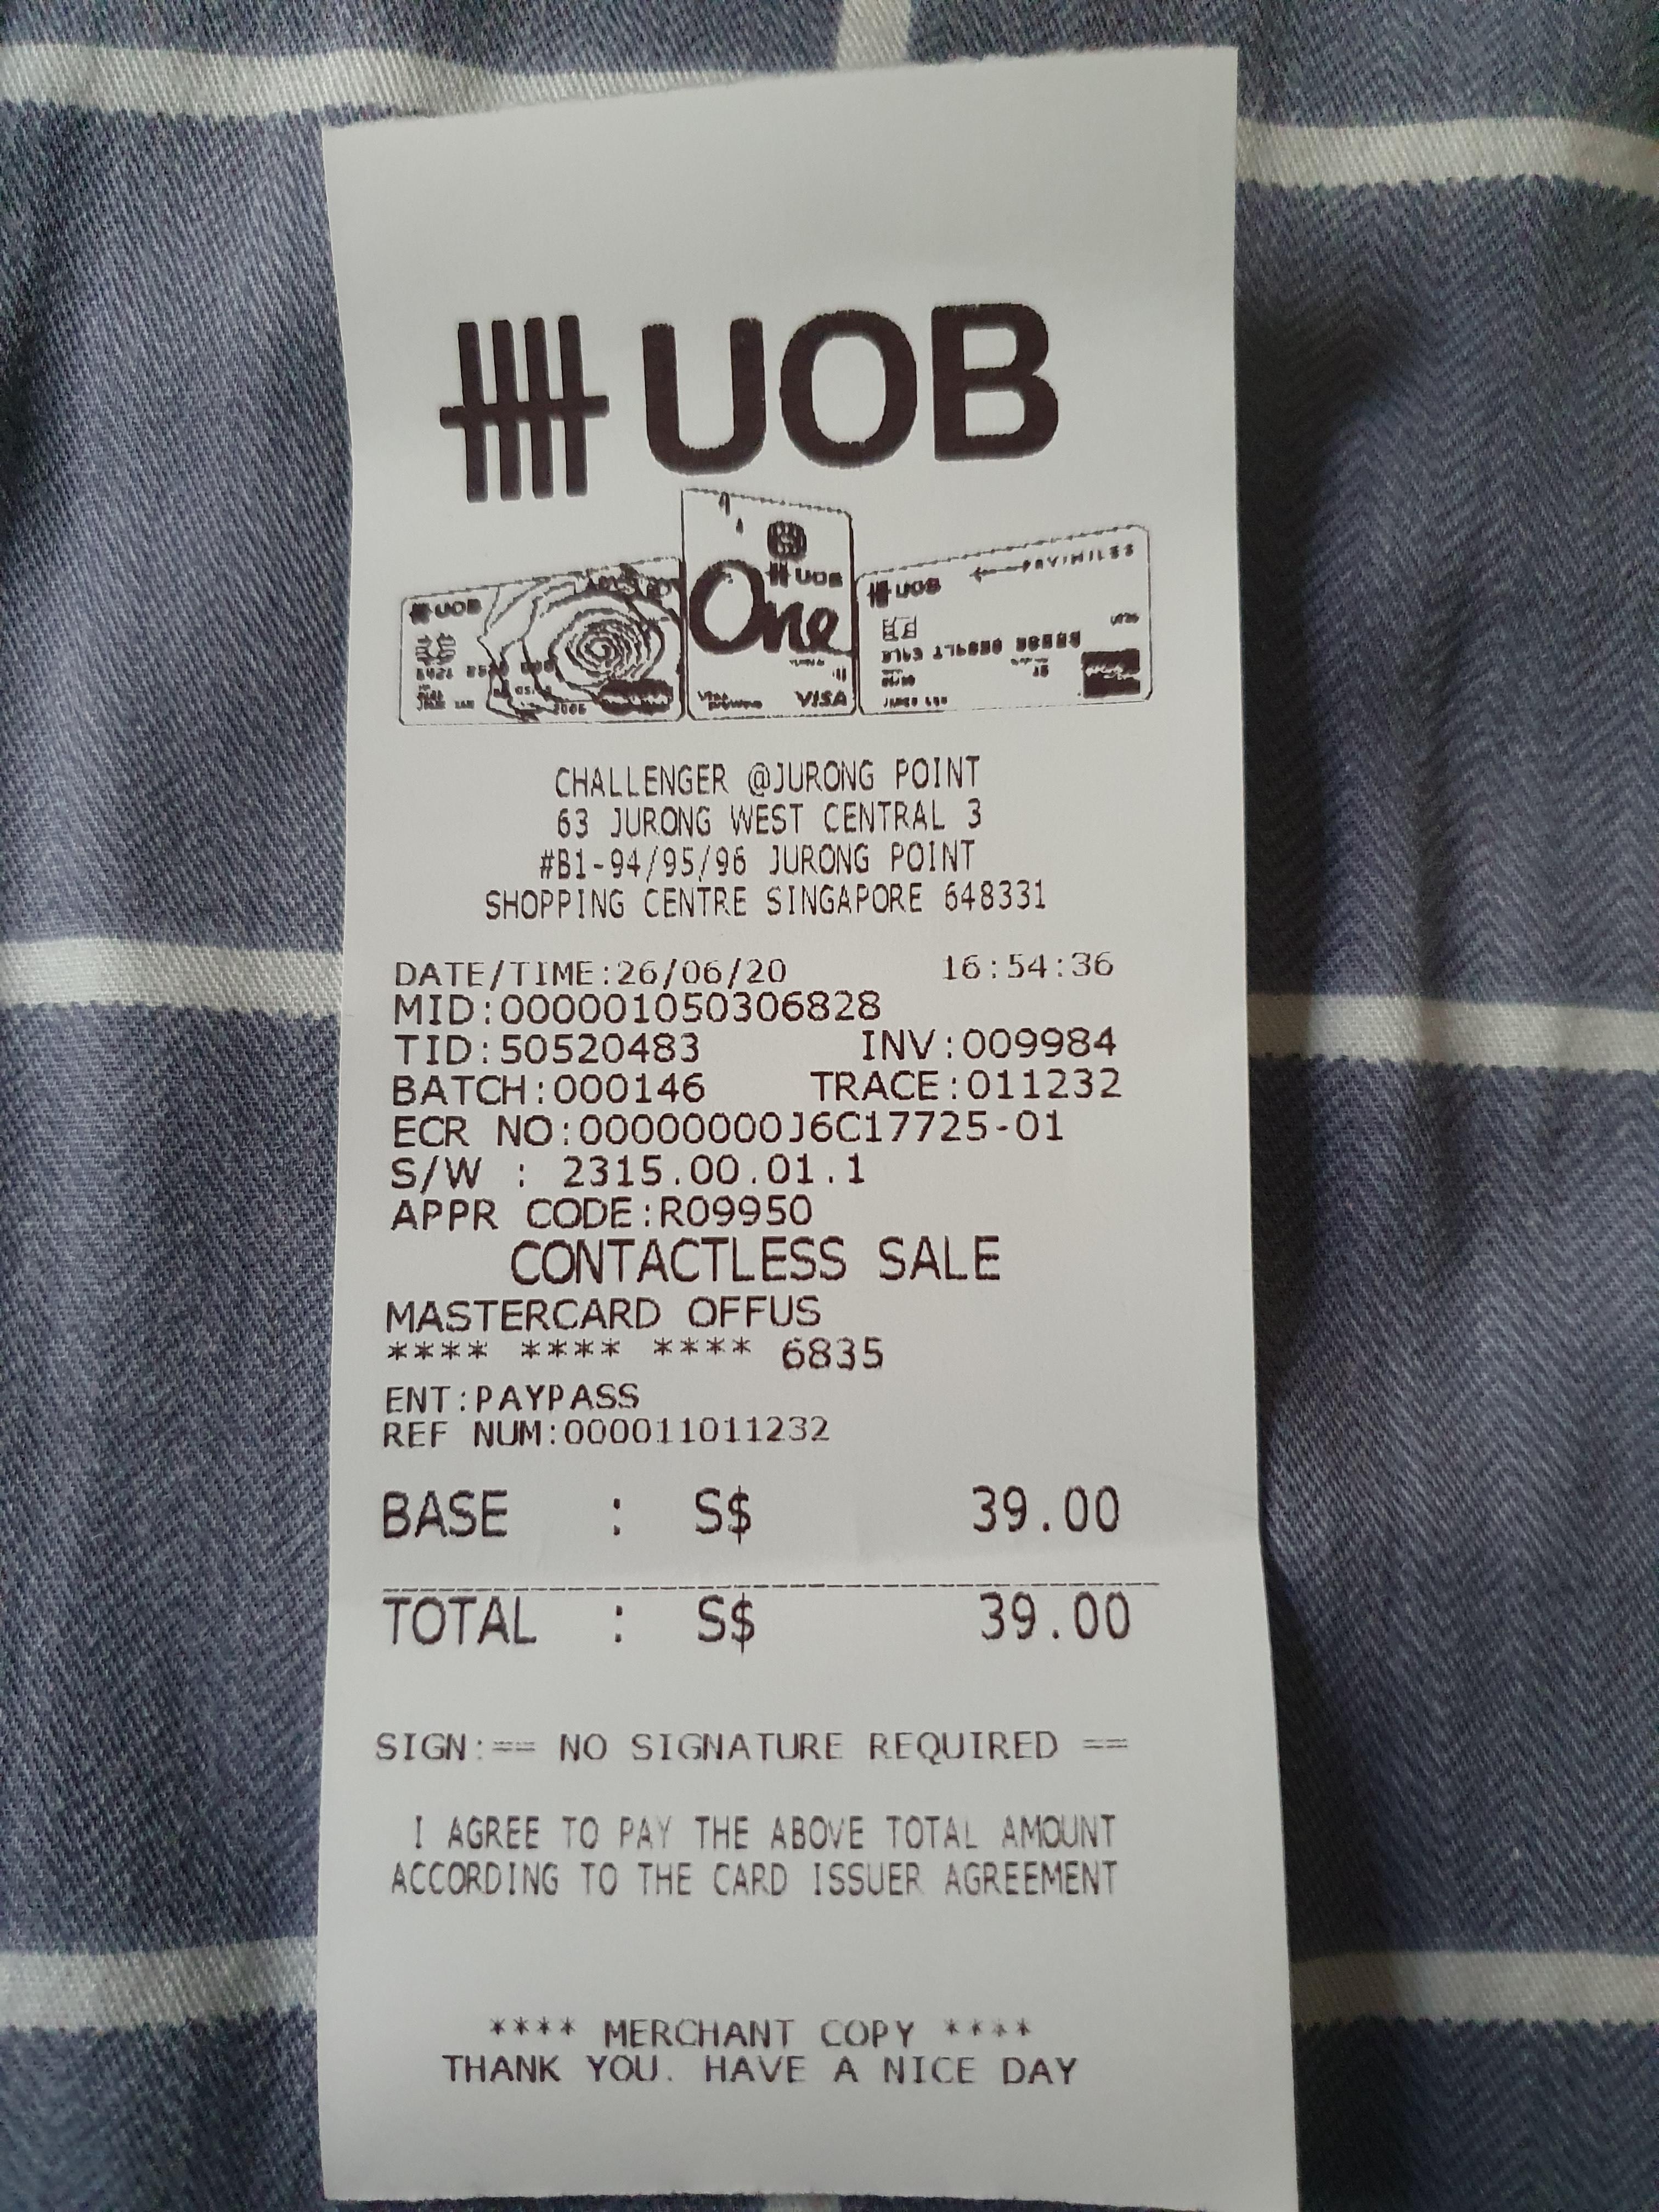 UOB
UOB
One
UOB
VISA
UOB
CHALLENGER @JURONG POINT
63 JURONG WEST CENTRAL 3
#B1-94/95/96 JURONG POINT
SHOPPING CENTRE SINGAPORE 648331
DATE/TIME:26/06/20 16:54:36
MID:000001050306828
TID:50520483 INV:009984
BATCH:000146 TRACE:011232
ECR NO:00000000J6C17725-01
S/W : 2315.00.01.1
APPR CODE:R09950
CONTACTLESS SALE
MASTERCARD OFFUS
**** **** **** 6835
ENT:PAYPASS
REF NUM:000011011232
BASE : S$ 39.00
TOTAL : S$ 39.00
SIGN:== NO SIGNATURE REQUIRED ==
I AGREE TO PAY THE ABOVE TOTAL AMOUNT
ACCORDING TO THE CARD ISSUER AGREEMENT
**** MERCHANT COPY ****
THANK YOU. HAVE A NICE DAY